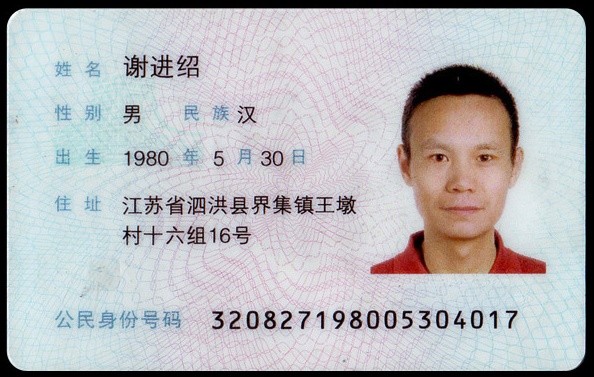 姓名 谢进绍
性别 男 民族 汉
出生 1980 年 5 月 30 日
住址 江苏省泗洪县界集镇王墩
村十六组16号
公民身份号码 320827198005304017